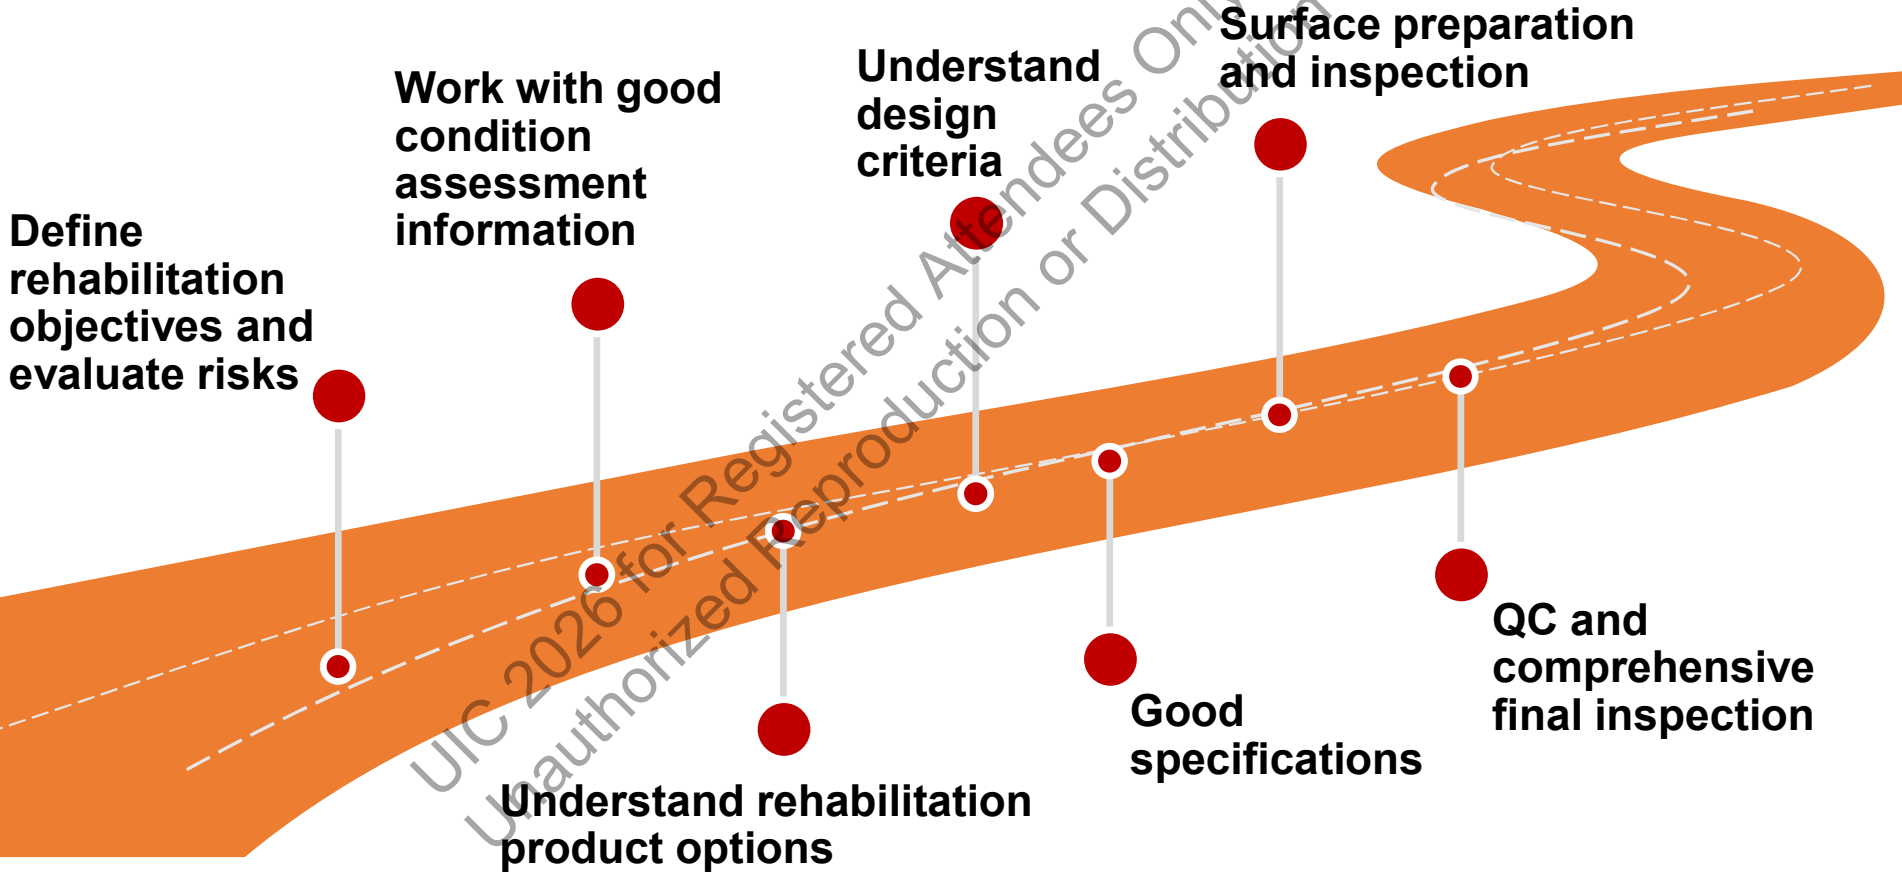 Define
rehabilitation
objectives and
evaluate risks
Work with good
condition
assessment
information
Understand rehabilitation
product options
Understand
design
criteria
Good
specifications
Surface preparation
and inspection
QC and
comprehensive
final inspection
UIC 2026 for Registered Attendees Only
Unauthorized Reproduction or Distribution